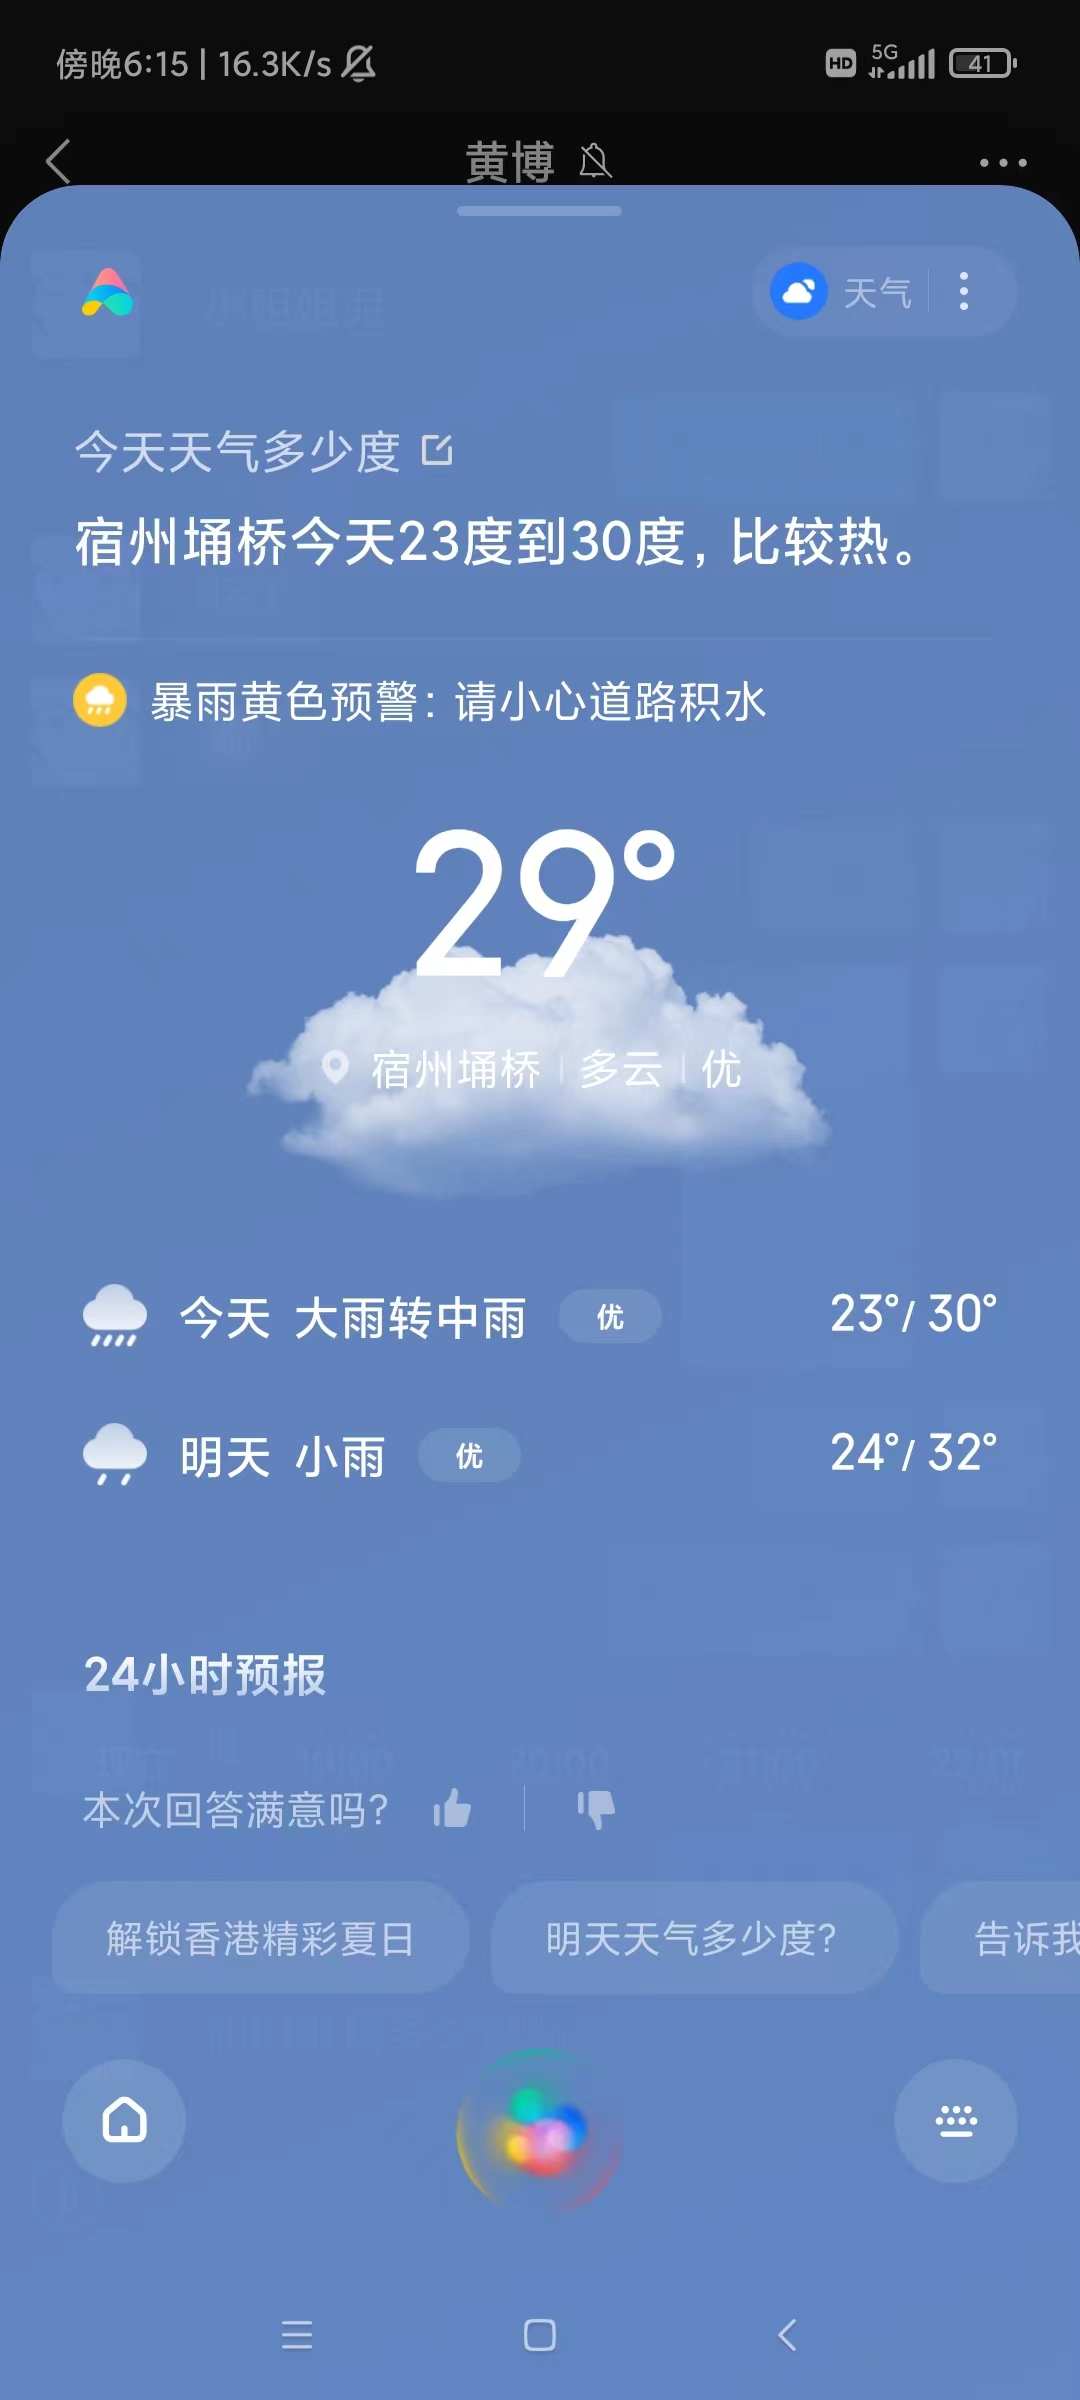 傍晚6:15 | 16.3K/s
HD 5G 41
黄博
天气
今天天气多少度
宿州埇桥今天23度到30度，比较热。
暴雨黄色预警：请小心道路积水
29°
宿州埇桥 | 多云 | 优
今天 大雨转中雨 优 23°/ 30°
明天 小雨 优 24°/ 32°
24小时预报
本次回答满意吗？
解锁香港精彩夏日 明天天气多少度？ 告诉我